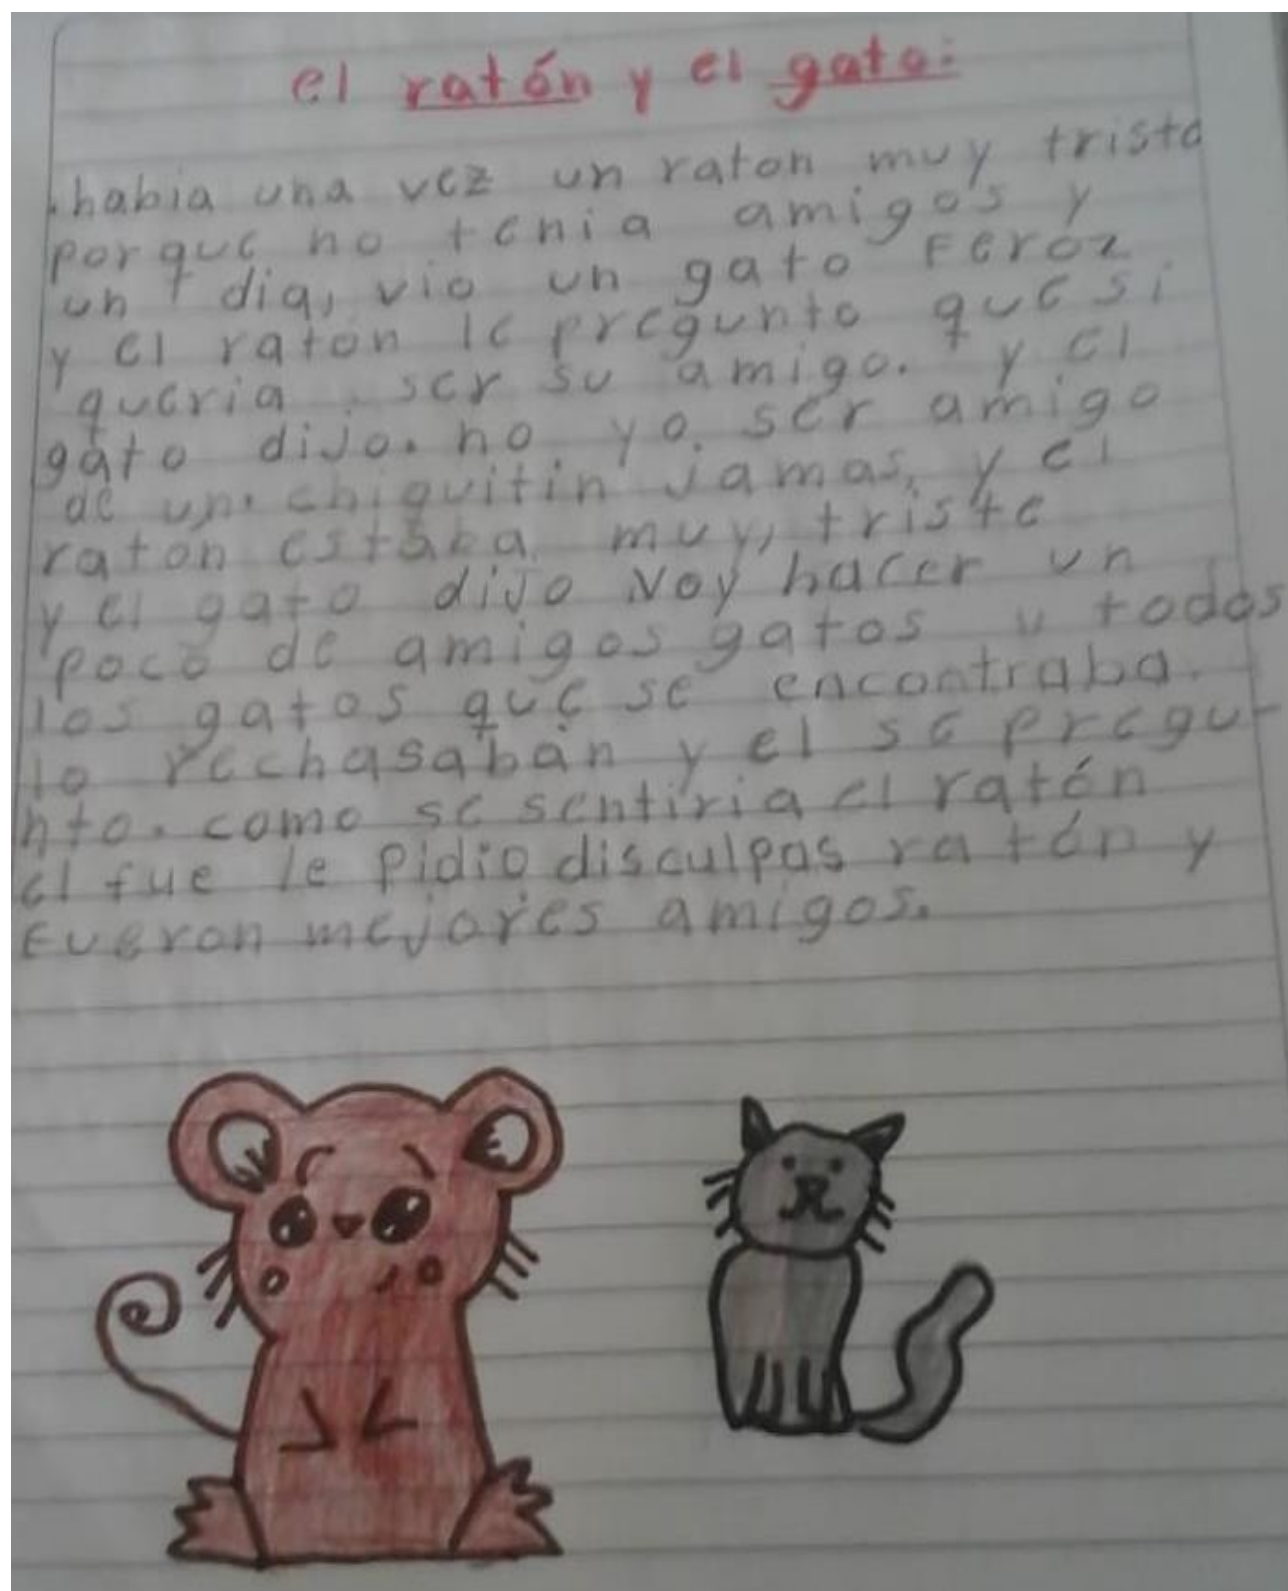 el ratón y el gato:
habia una vez un raton muy triste
porque no tenia amigos y
un dia, vio un gato Feroz
y el ratón le pregunto que si
queria ser su amigo. y el
gato dijo. no yo ser amigo
de un chiquitin jamas, y el
raton estaba muy, triste
y el gato dijo voy hacer un
poco de amigos gatos y todos
los gatos que se encontraba.
lo rechasaban y el se pregu-
nto. como se sentiria el ratón
el fue le pidio disculpas ratón y
Fueron mejores amigos.